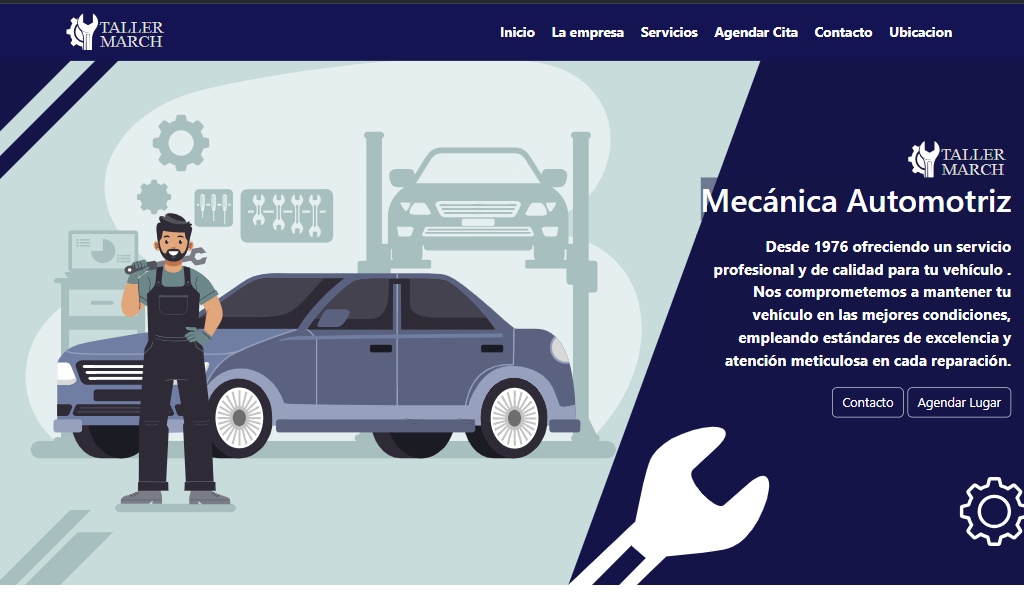 TALLER
MARCH
Inicio La empresa Servicios Agendar Cita Contacto Ubicacion
TALLER
MARCH
Mecánica Automotriz
Desde 1976 ofreciendo un servicio
profesional y de calidad para tu vehículo .
Nos comprometemos a mantener tu
vehículo en las mejores condiciones,
empleando estándares de excelencia y
atención meticulosa en cada reparación.
Contacto Agendar Lugar